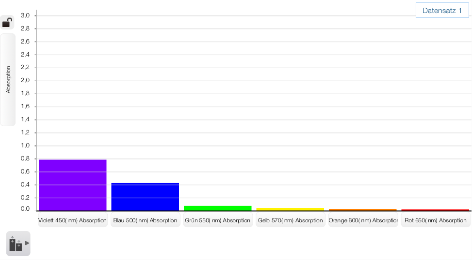 Datensatz 1
3,0
2,8
2,6
2,4
2,2
2,0
1,8
1,6
1,4
1,2
1,0
0,8
0,6
0,4
0,2
0,0
Absorption
Violett 450(nm) Absorption
Blau 500(nm) Absorption
Grün 550(nm) Absorption
Gelb 570(nm) Absorption
Orange 600(nm) Absorption
Rot 650(nm) Absorption